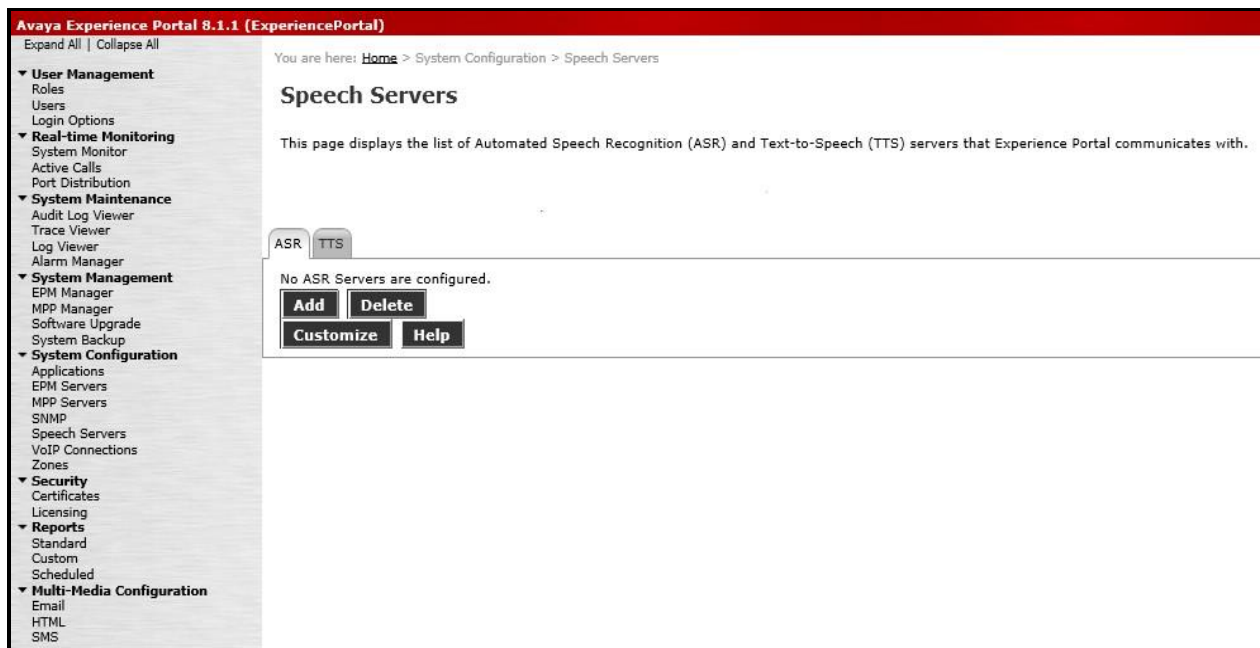 Avaya Experience Portal 8.1.1 (ExperiencePortal)
Expand All | Collapse All
▼ User Management
Roles
Users
Login Options
▼ Real-time Monitoring
System Monitor
Active Calls
Port Distribution
▼ System Maintenance
Audit Log Viewer
Trace Viewer
Log Viewer
Alarm Manager
▼ System Management
EPM Manager
MPP Manager
Software Upgrade
System Backup
▼ System Configuration
Applications
EPM Servers
MPP Servers
SNMP
Speech Servers
VoIP Connections
Zones
▼ Security
Certificates
Licensing
▼ Reports
Standard
Custom
Scheduled
▼ Multi-Media Configuration
Email
HTML
SMS
You are here: Home > System Configuration > Speech Servers
Speech Servers
This page displays the list of Automated Speech Recognition (ASR) and Text-to-Speech (TTS) servers that Experience Portal communicates with.
ASR TTS
No ASR Servers are configured.
Add Delete
Customize Help